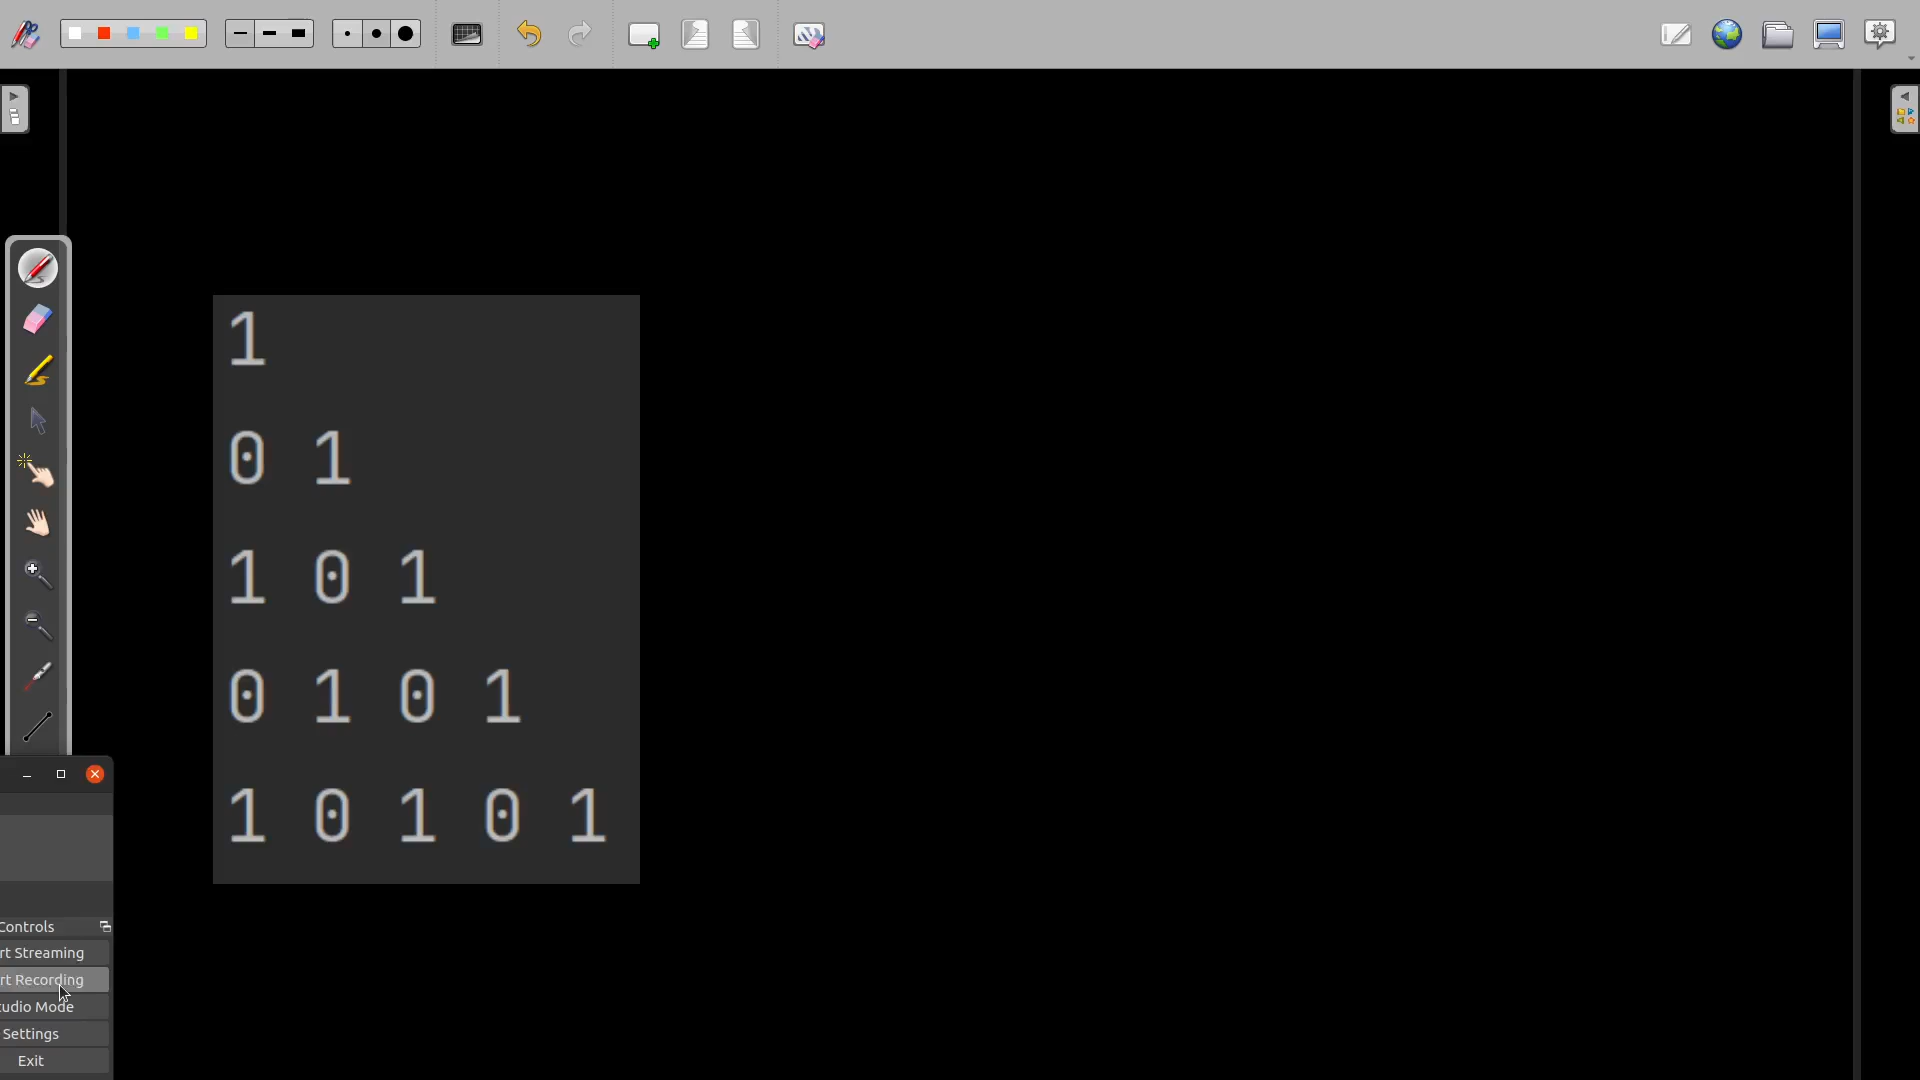 1
0 1
1 0 1
0 1 0 1
1 0 1 0 1
Controls
rt Streaming
rt Recording
tudio Mode
Settings
Exit